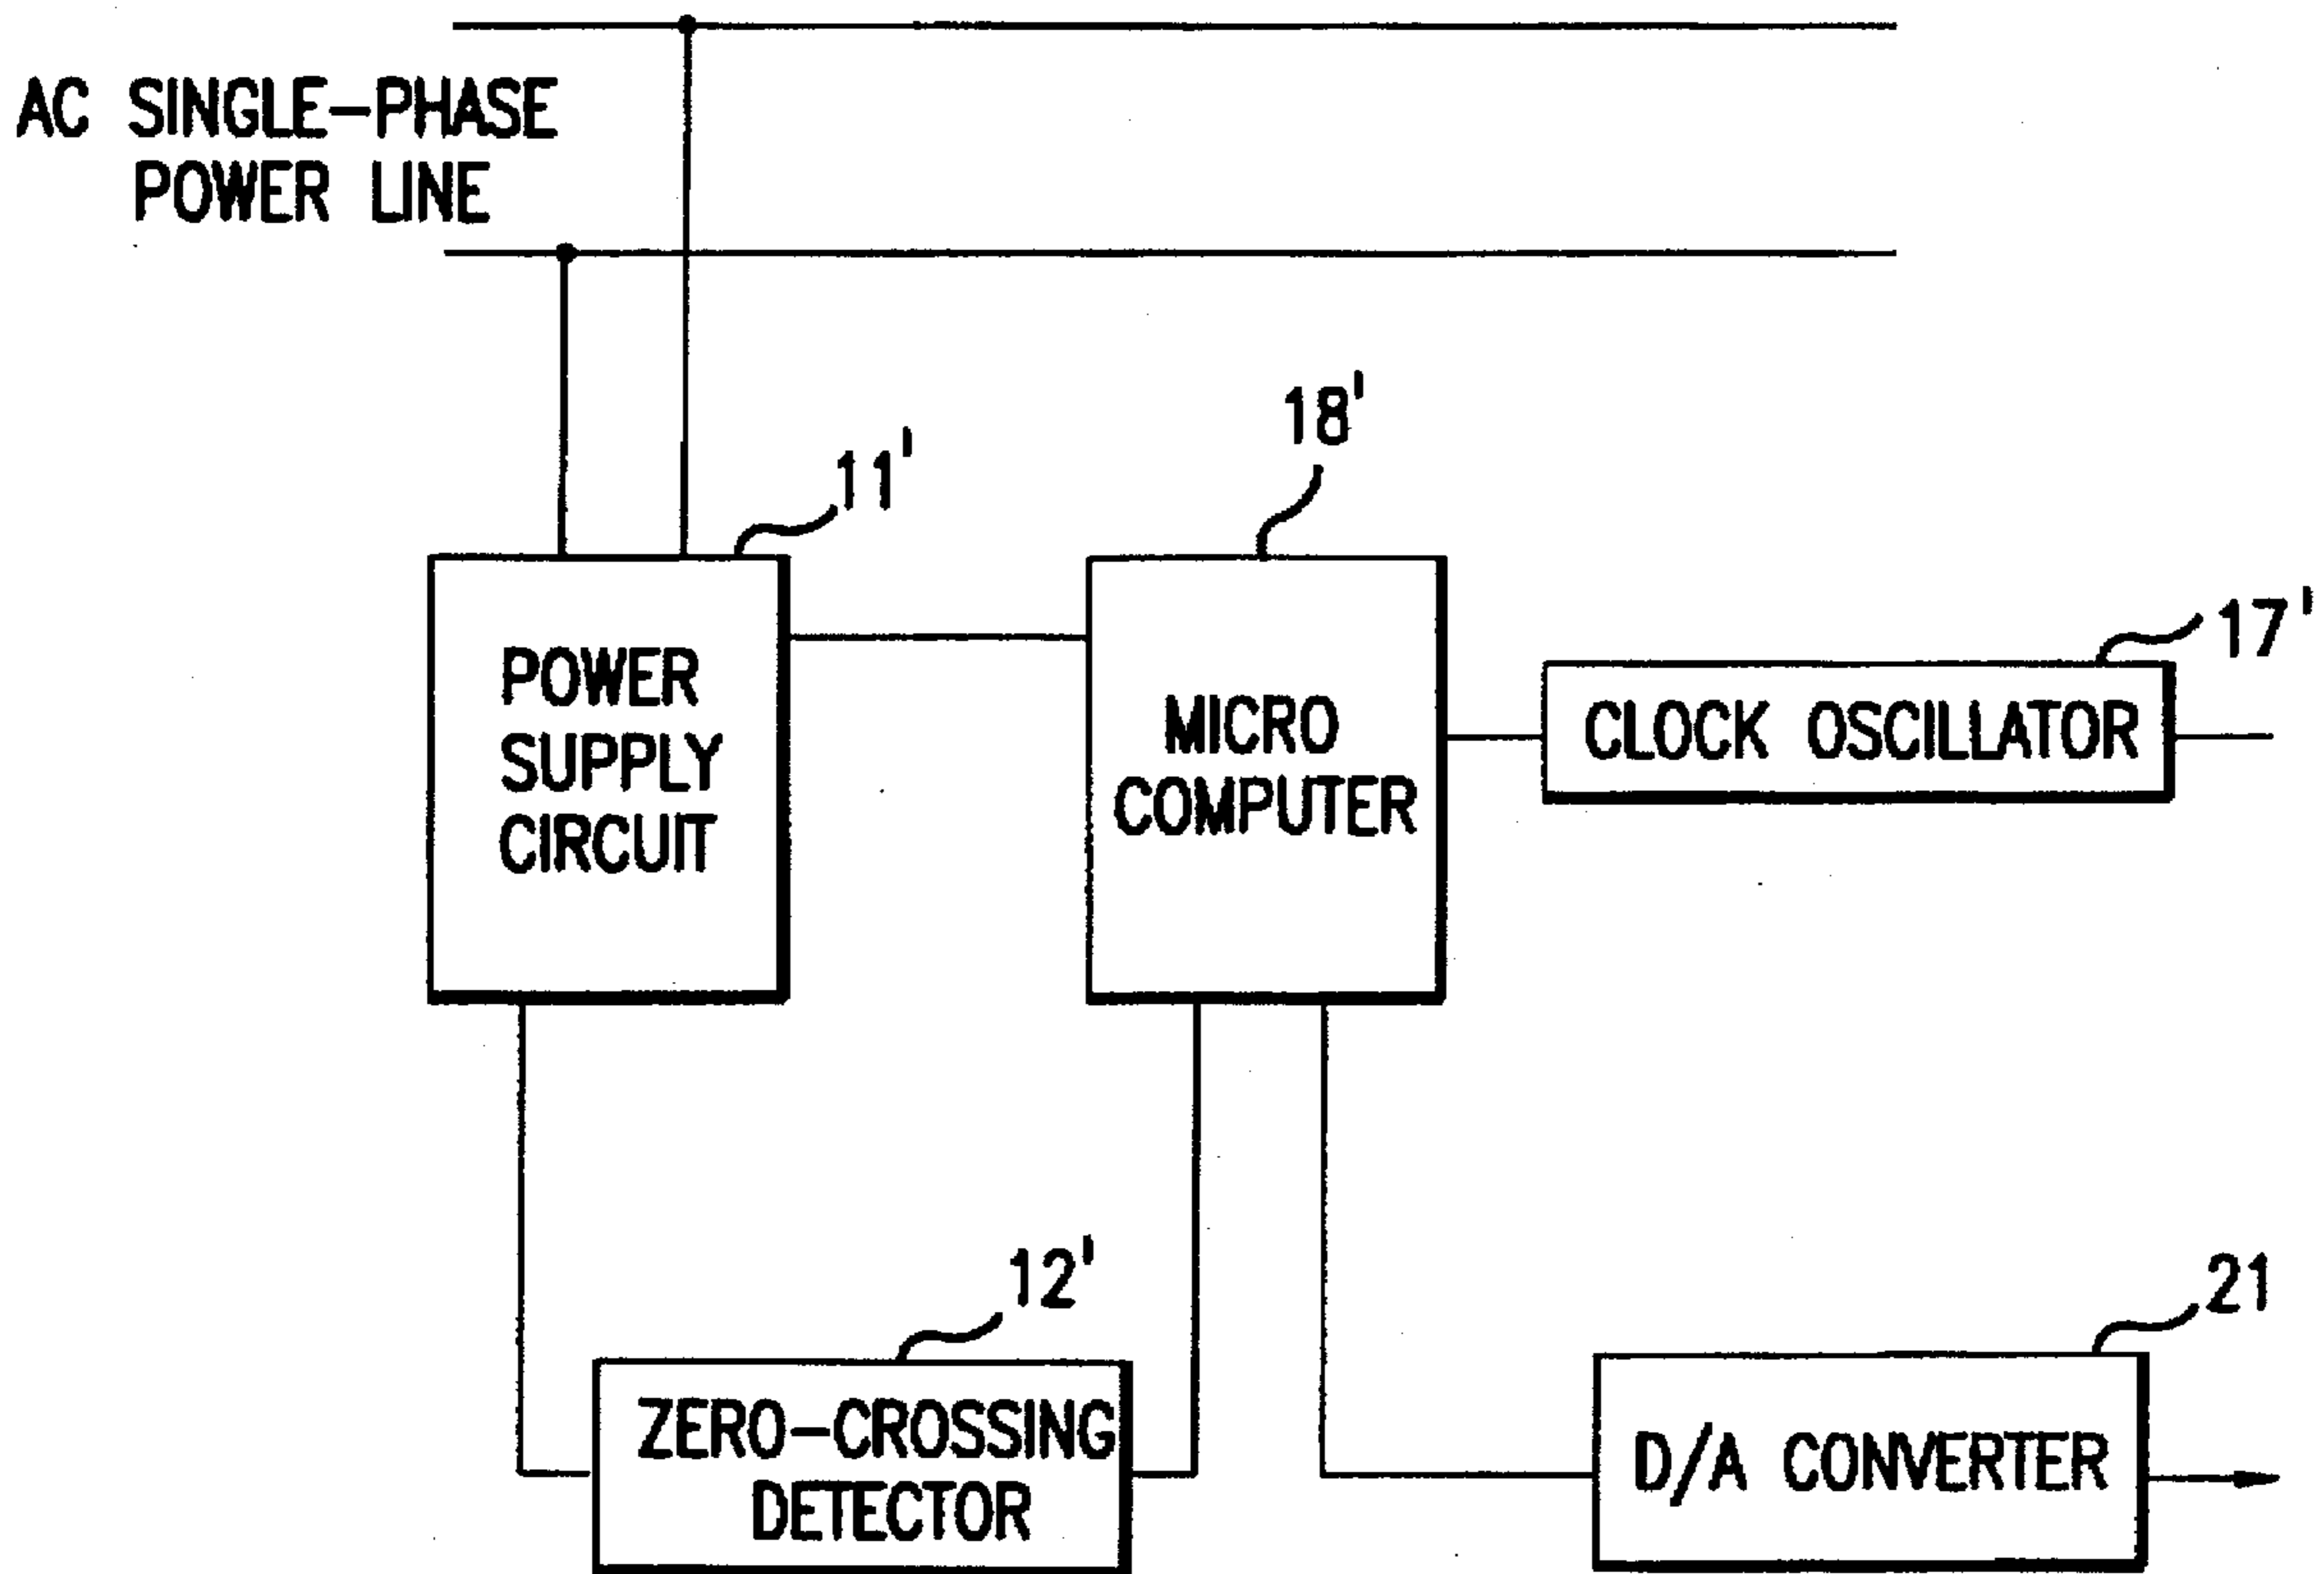 AC SINGLE-PHASE
POWER LINE
11'
18'
17'
POWER
SUPPLY
CIRCUIT
MICRO
COMPUTER
CLOCK OSCILLATOR
12'
21
ZERO-CROSSING
DETECTOR
D/A CONVERTER